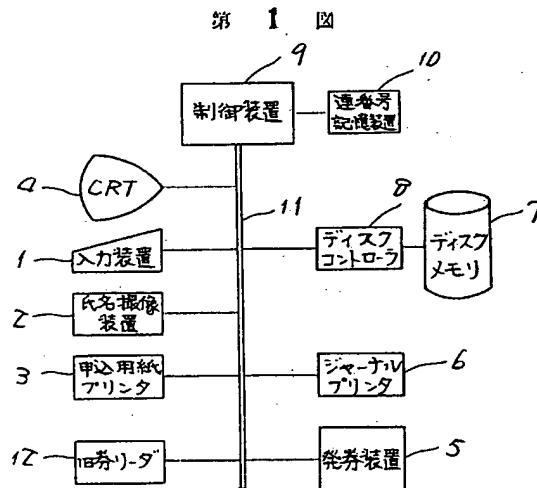 第 1 図
9
制御装置
10
連番号
記憶装置
a
CRT
11
8
ディスク
コントローラ
7
ディスク
メモリ
1
入力装置
2
氏名撮像
装置
3
申込用紙
プリンタ
ジャーナル
プリンタ
6
12
旧券リーダ
発券装置
5